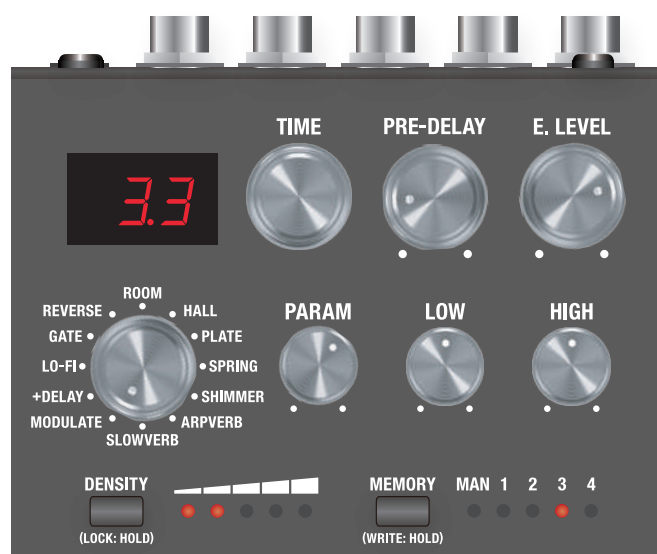 TIME PRE-DELAY E. LEVEL
3.3
ROOM
REVERSE HALL
GATE PLATE
LO-FI SPRING
+DELAY SHIMMER
MODULATE ARPVERB
SLOWVERB
PARAM LOW HIGH
DENSITY MEMORY MAN 1 2 3 4
(LOCK: HOLD) (WRITE: HOLD)